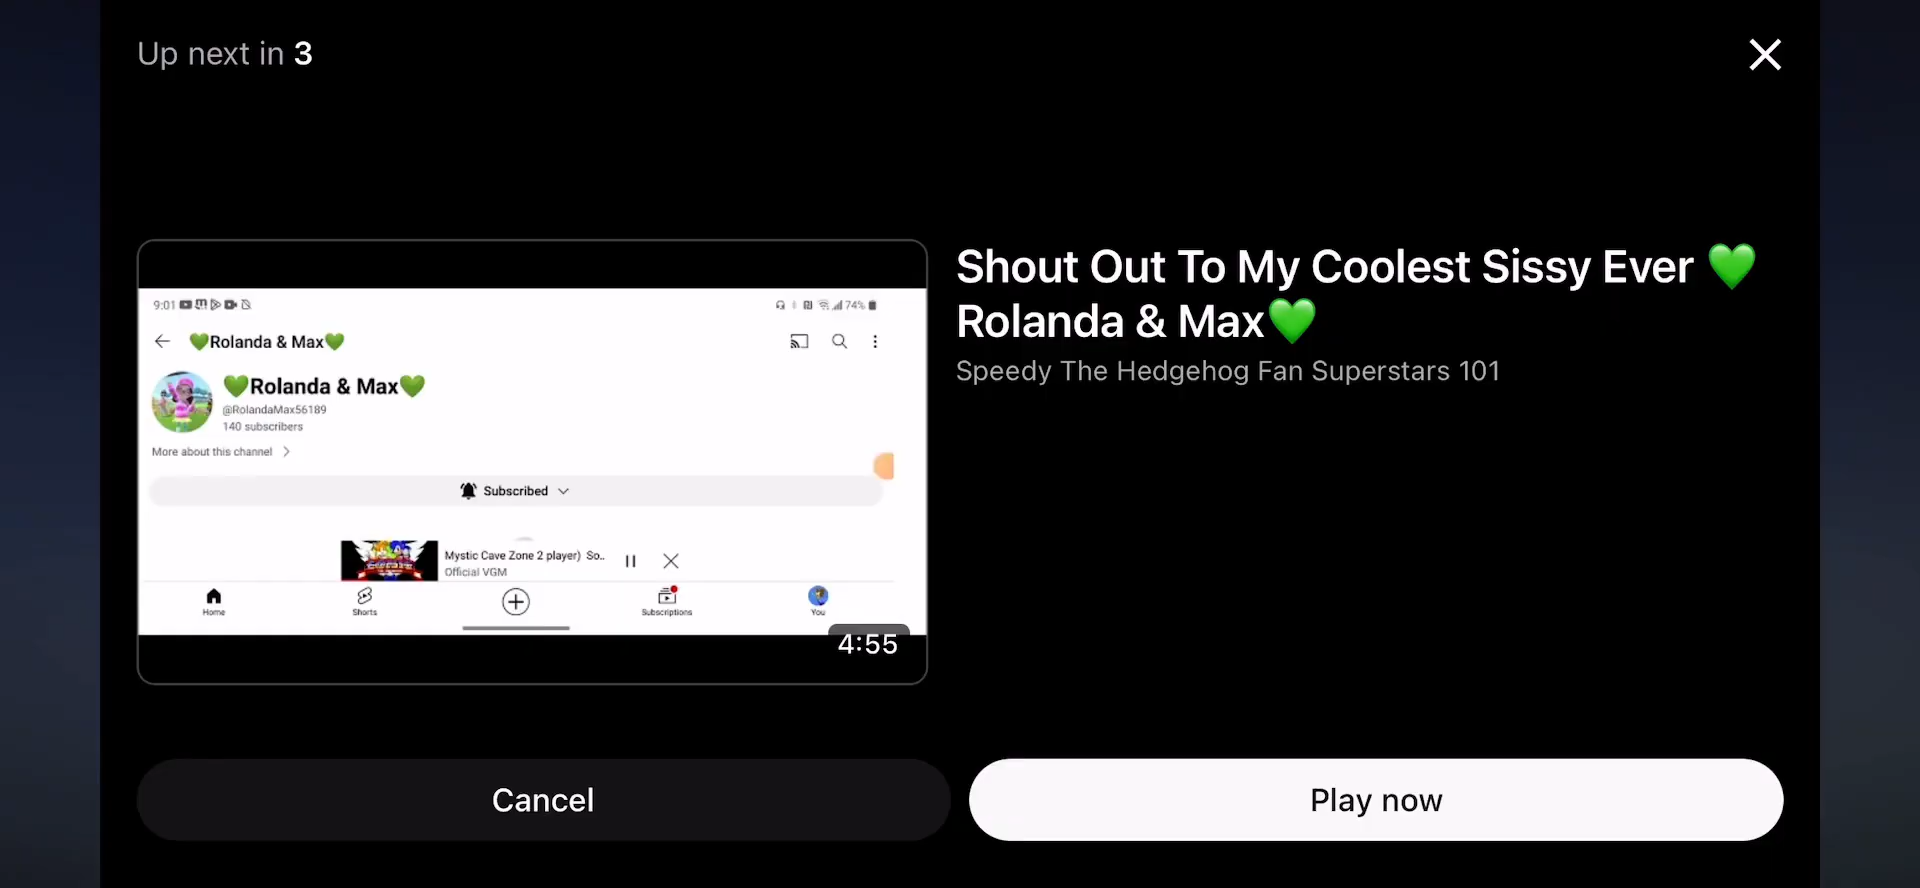 Up next in 3
Shout Out To My Coolest Sissy Ever 💚
Rolanda & Max💚
Speedy The Hedgehog Fan Superstars 101
9:01
74%
💚Rolanda & Max💚
💚Rolanda & Max💚
@RolandaMax56189
140 subscribers
More about this channel
Subscribed
Mystic Cave Zone 2 player) So..
Official VGM
Home
Shorts
Subscriptions
You
4:55
Cancel
Play now